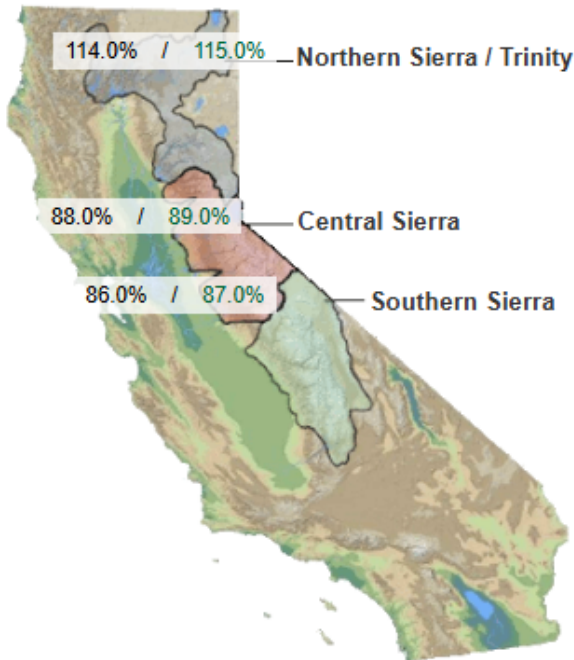 114.0% / 115.0% Northern Sierra / Trinity
88.0% / 89.0% Central Sierra
86.0% / 87.0% Southern Sierra